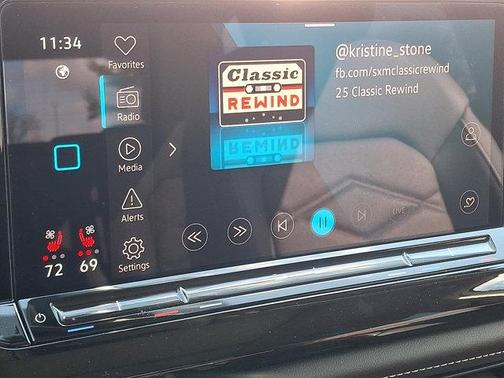 11:34
Favorites
Radio
Media
Alerts
Settings
72 69
Classic
REWIND
REWIND
@kristine_stone
fb.com/sxmclassicrewind
25 Classic Rewind
LIVE